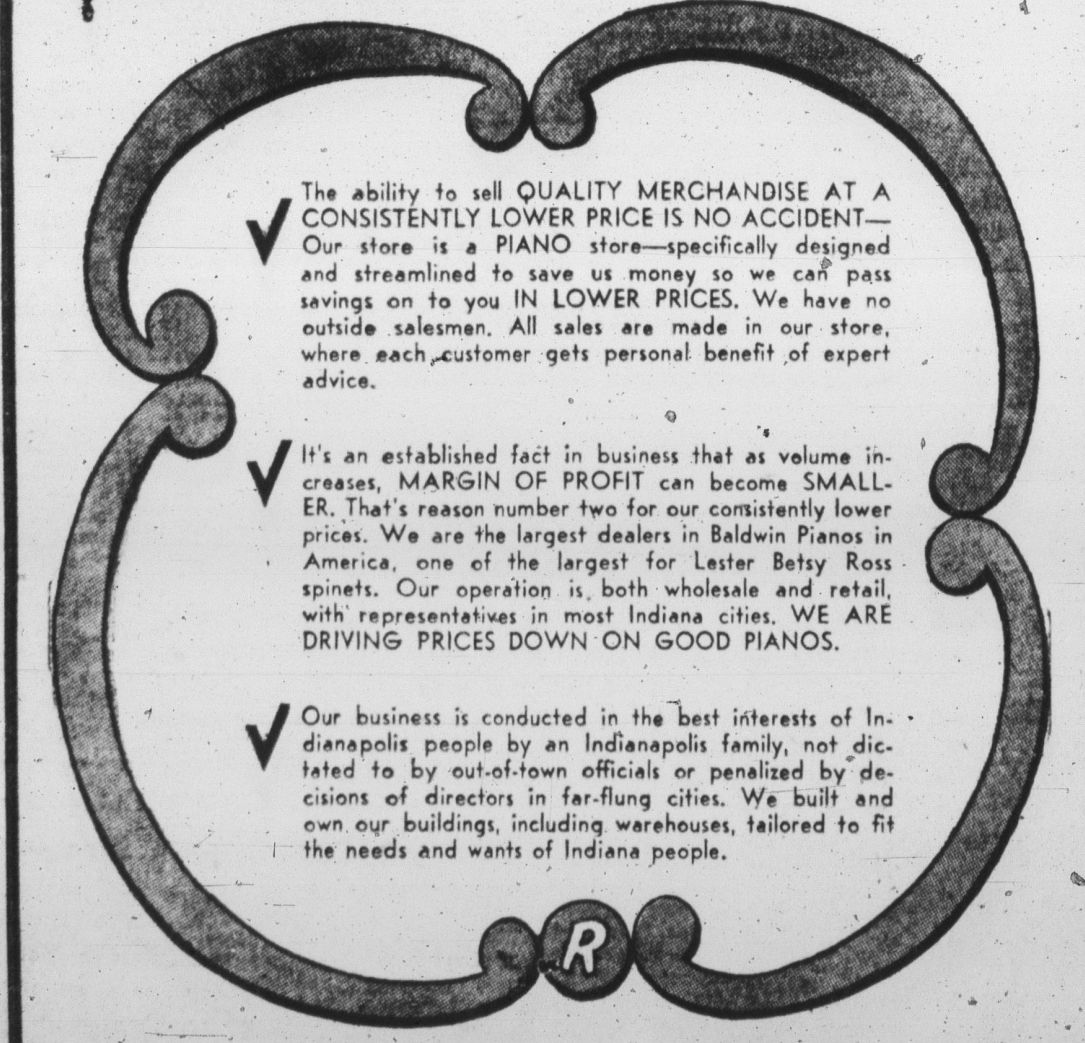 The ability to sell QUALITY MERCHANDISE AT A
CONSISTENTLY LOWER PRICE IS NO ACCIDENT—
Our store is a PIANO store—specifically designed
and streamlined to save us money so we can pass
savings on to you IN LOWER PRICES. We have no
outside salesmen. All sales are made in our store,
where each customer gets personal benefit of expert
advice.
It's an established fact in business that as volume in-
creases, MARGIN OF PROFIT can become SMALL-
ER. That's reason number two for our consistently lower
prices. We are the largest dealers in Baldwin Pianos in
America, one of the largest for Lester Betsy Ross
spinets. Our operation is both wholesale and retail,
with representatives in most Indiana cities. WE ARE
DRIVING PRICES DOWN ON GOOD PIANOS.
Our business is conducted in the best interests of In-
dianapolis people by an Indianapolis family, not dic-
tated to by out-of-town officials or penalized by de-
cisions of directors in far-flung cities. We built and
own our buildings, including warehouses, tailored to fit
the needs and wants of Indiana people.
R